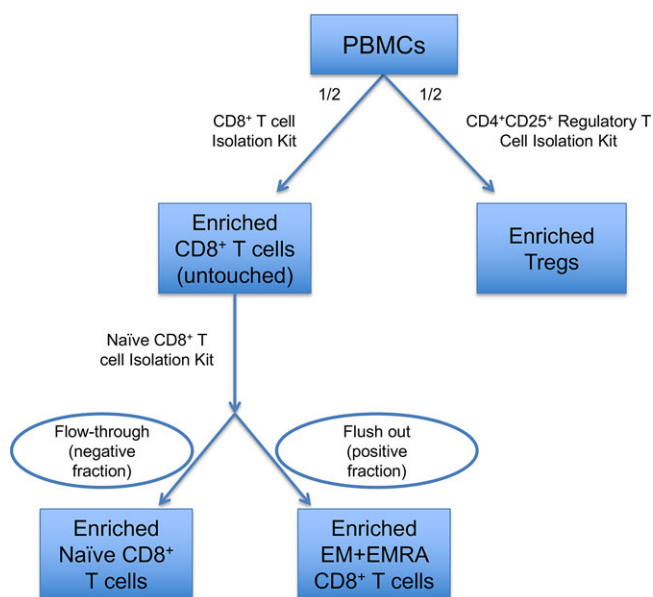 PBMCs
1/2
1/2
CD8⁺ T cell
Isolation Kit
CD4⁺CD25⁺ Regulatory T
Cell Isolation Kit
Enriched
CD8⁺ T cells
(untouched)
Enriched
Tregs
Naïve CD8⁺ T
cell Isolation Kit
Flow-through
(negative
fraction)
Flush out
(positive
fraction)
Enriched
Naïve CD8⁺
T cells
Enriched
EM+EMRA
CD8⁺ T cells